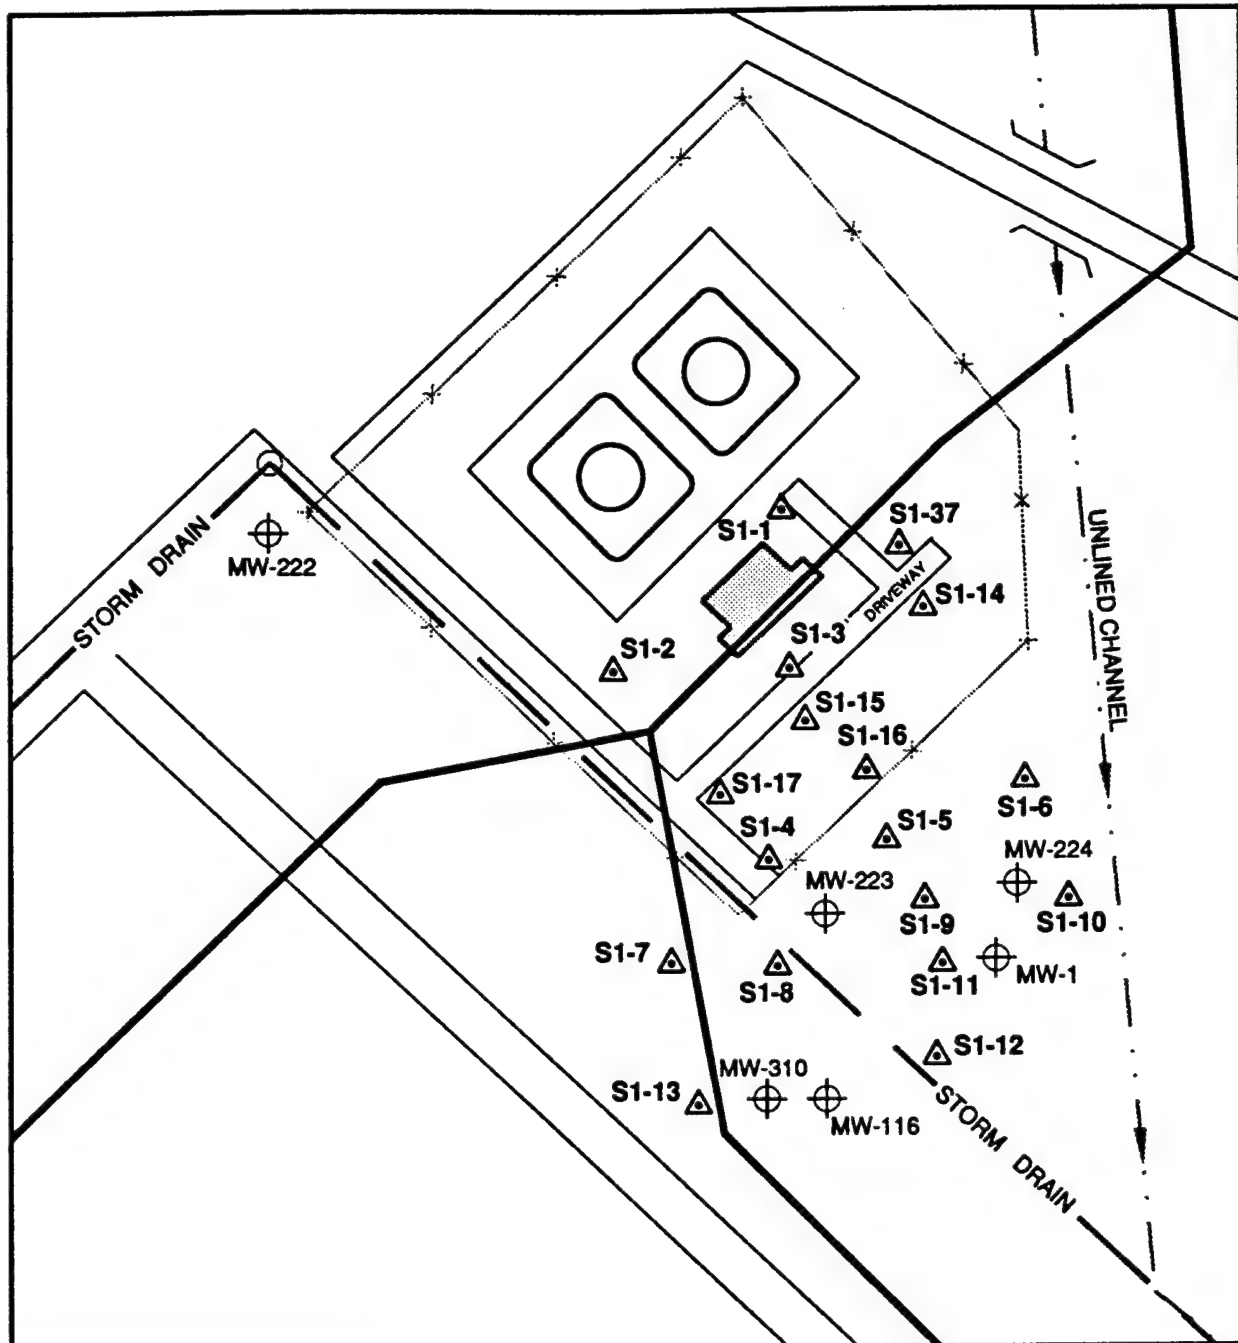 S1-1
S1-37
UNLINED CHANNEL
STORM DRAIN
MW-222
DRIVEWAY
S1-14
S1-2
S1-3
S1-15
S1-16
S1-17
S1-6
S1-5
S1-4
MW-224
MW-223
S1-9
S1-10
S1-7
S1-8
S1-11
MW-1
S1-12
MW-310
S1-13
MW-116
STORM DRAIN